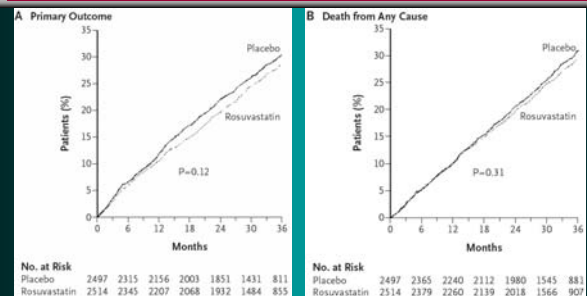 A Primary Outcome
35
30
25
20
15
10
5
0
Patients (%)
Placebo
Rosuvastatin
P=0.12
0 6 12 18 24 30 36
Months
No. at Risk
Placebo 2497 2315 2156 2003 1851 1431 811
Rosuvastatin 2514 2345 2207 2068 1932 1484 855
B Death from Any Cause
35
30
25
20
15
10
5
0
Patients (%)
Placebo
Rosuvastatin
P=0.31
0 6 12 18 24 30 36
Months
No. at Risk
Placebo 2497 2365 2240 2112 1980 1545 881
Rosuvastatin 2514 2379 2260 2139 2018 1566 907